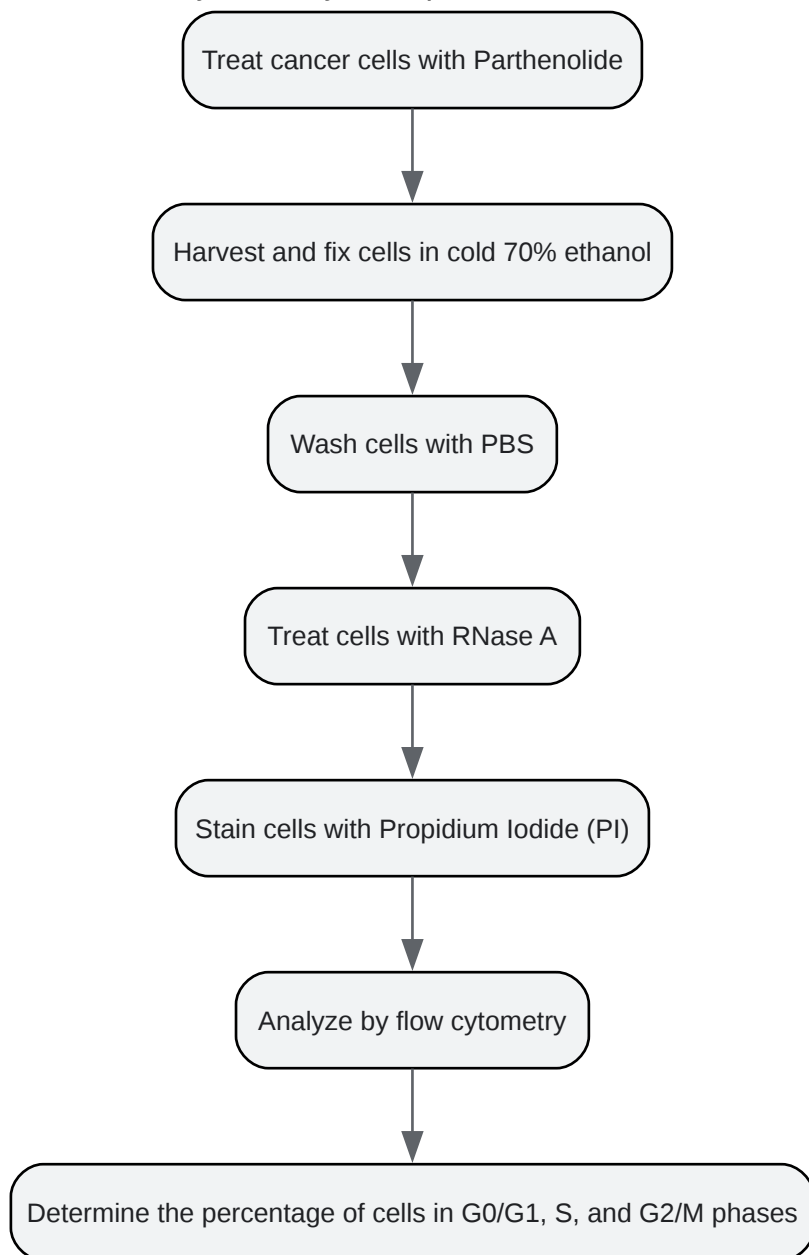 Treat cancer cells with Parthenolide
Harvest and fix cells in cold 70% ethanol
Wash cells with PBS
Treat cells with RNase A
Stain cells with Propidium Iodide (PI)
Analyze by flow cytometry
Determine the percentage of cells in G0/G1, S, and G2/M phases